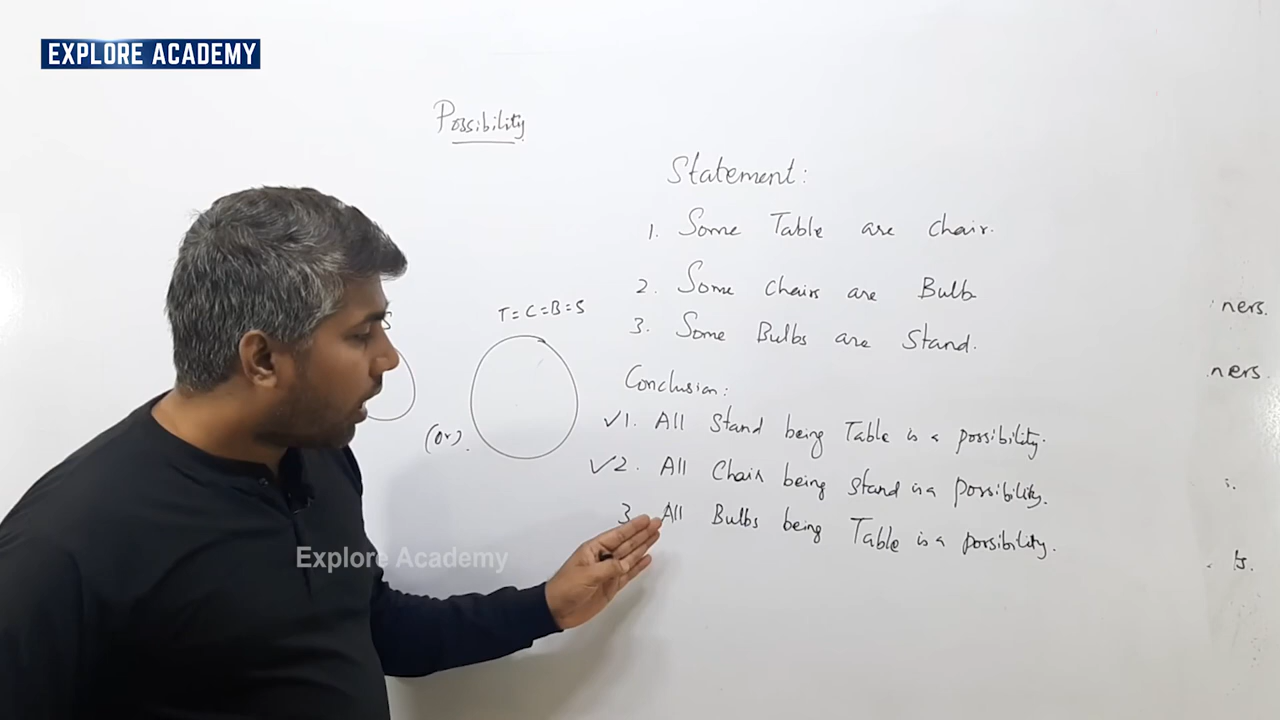 EXPLORE ACADEMY
Possibility
Statement:
1. Some Table are chair.
2. Some Chairs are Bulb
3. Some Bulbs are Stand.
T = C = B = S
(Or).
Conclusion:
✓1. All Stand being Table is a possibility.
✓2. All Chair being Stand is a possibility.
3. All Bulbs being Table is a possibility.
ners.
ners
s.
Explore Academy